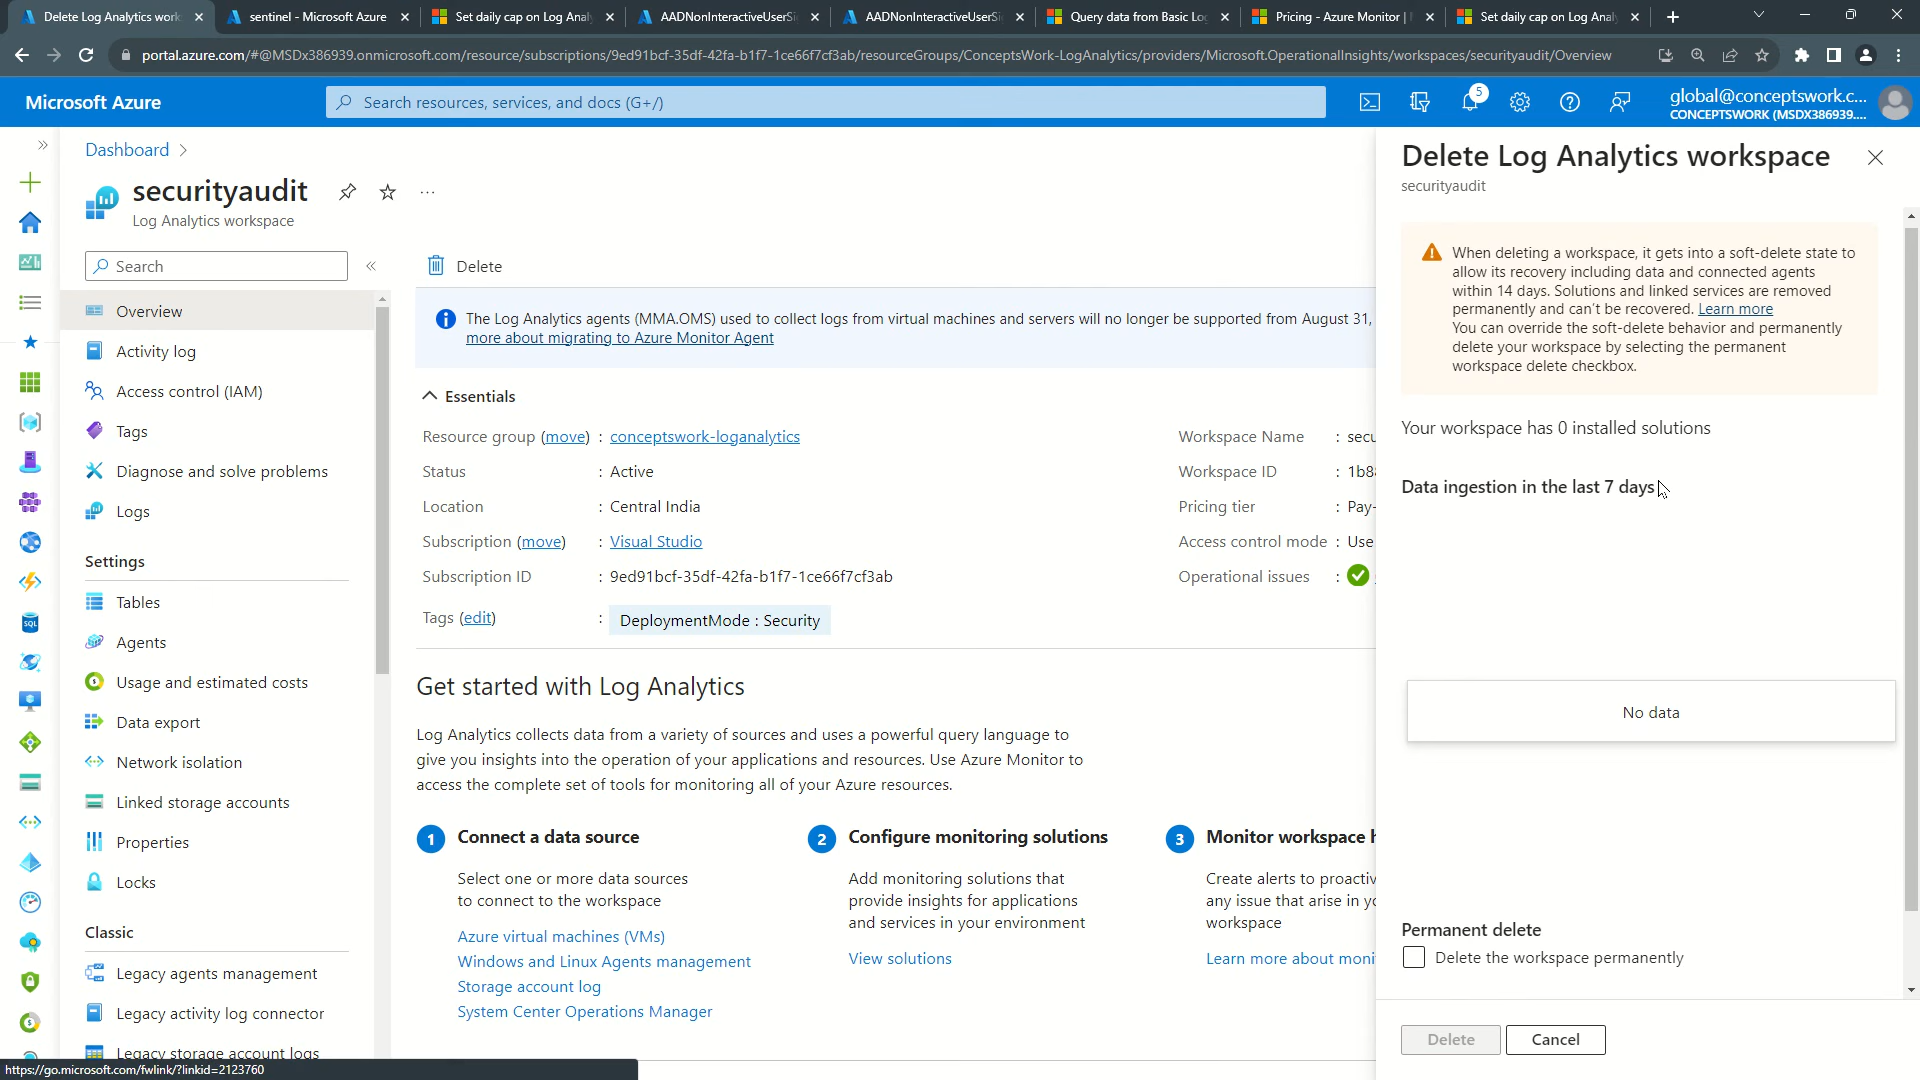 Delete Log Analytics work
sentinel - Microsoft Azure
Set daily cap on Log Anal
AADNonInteractiveUserSi
AADNonInteractiveUserSi
Query data from Basic Lo
Pricing - Azure Monitor |
Set daily cap on Log Anal
portal.azure.com/#@MSDx386939.onmicrosoft.com/resource/subscriptions/9ed91bcf-35df-42fa-b1f7-1ce66f7cf3ab/resourceGroups/ConceptsWork-LogAnalytics/providers/Microsoft.OperationalInsights/workspaces/securityaudit/Overview
Microsoft Azure
Search resources, services, and docs (G+/)
5
global@conceptswork.c...
CONCEPTSWORK (MSDX386939....
Dashboard
securityaudit
Log Analytics workspace
Search
Overview
Activity log
Access control (IAM)
Tags
Diagnose and solve problems
Logs
Settings
Tables
Agents
Usage and estimated costs
Data export
Network isolation
Linked storage accounts
Properties
Locks
Classic
Legacy agents management
Legacy activity log connector
Legacy storage account logs
https://go.microsoft.com/fwlink/?linkid=2123760
Delete
The Log Analytics agents (MMA,OMS) used to collect logs from virtual machines and servers will no longer be supported from August 31,
more about migrating to Azure Monitor Agent
Essentials
Resource group (move) : conceptswork-loganalytics
Status : Active
Location : Central India
Subscription (move) : Visual Studio
Subscription ID : 9ed91bcf-35df-42fa-b1f7-1ce66f7cf3ab
Tags (edit) : DeploymentMode : Security
Workspace Name : secu
Workspace ID : 1b8
Pricing tier : Pay-
Access control mode : Use
Operational issues :
Get started with Log Analytics
Log Analytics collects data from a variety of sources and uses a powerful query language to
give you insights into the operation of your applications and resources. Use Azure Monitor to
access the complete set of tools for monitoring all of your Azure resources.
1 Connect a data source
Select one or more data sources
to connect to the workspace
Azure virtual machines (VMs)
Windows and Linux Agents management
Storage account log
System Center Operations Manager
2 Configure monitoring solutions
Add monitoring solutions that
provide insights for applications
and services in your environment
View solutions
3 Monitor workspace h
Create alerts to proactiv
any issue that arise in yo
workspace
Learn more about moni
Delete Log Analytics workspace
securityaudit
When deleting a workspace, it gets into a soft-delete state to
allow its recovery including data and connected agents
within 14 days. Solutions and linked services are removed
permanently and can't be recovered. Learn more
You can override the soft-delete behavior and permanently
delete your workspace by selecting the permanent
workspace delete checkbox.
Your workspace has 0 installed solutions
Data ingestion in the last 7 days
No data
Permanent delete
Delete the workspace permanently
Delete
Cancel